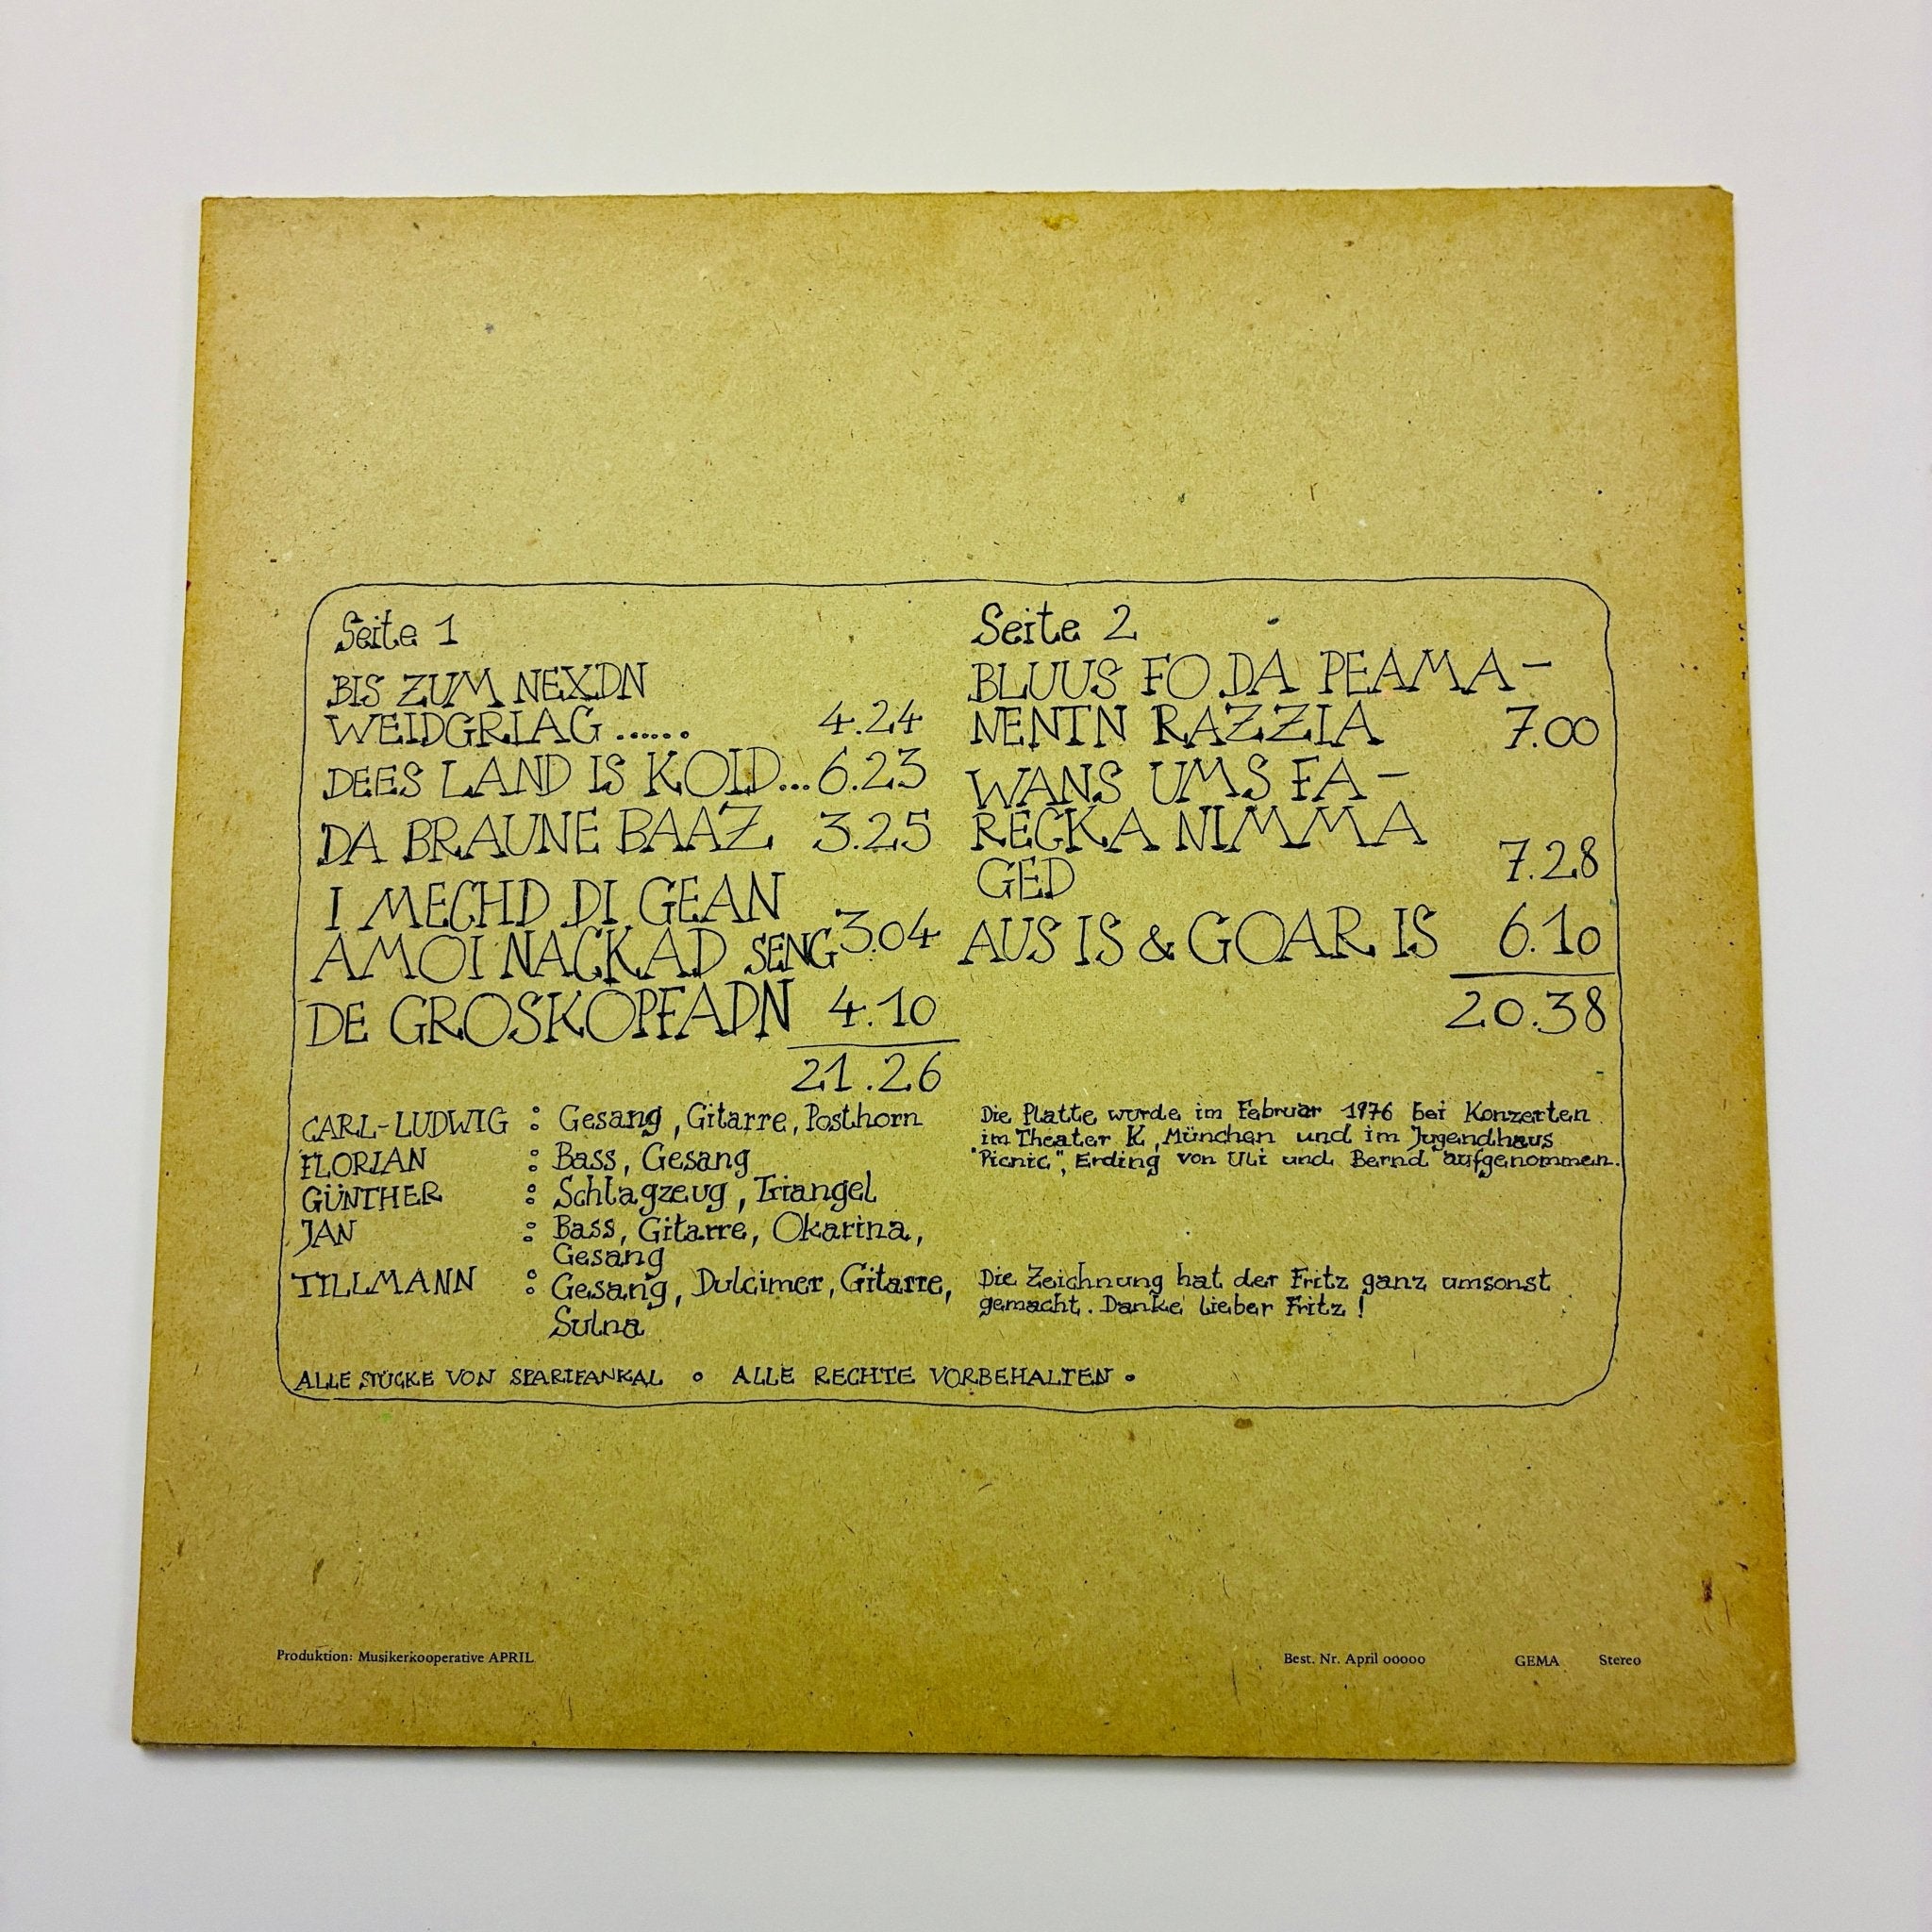 Seite 1
BIS ZUM NEXDN
WEIDGRIAG ...... 4.24
DEES LAND IS KOID... 6.23
DA BRAUNE BAAZ 3.25
I MECHD DI GEAN
AMOI NACKAD SENG 3.04
DE GROSKOPFADN 4.10
21.26
Seite 2
BLUUS FO DA PEAMA-
NENTN RAZZIA 7.00
WANS UMS FA-
REGKA NIMMA
GED 7.28
AUS IS & GOAR IS 6.10
20.38
CARL-LUDWIG : Gesang, Gitarre, Posthorn
FLORIAN : Bass, Gesang
GÜNTHER : Schlagzeug, Triangel
JAN : Bass, Gitarre, Okarina,
Gesang
TILLMANN : Gesang, Dulcimer, Gitarre,
Sulna
Die Platte wurde im Februar 1976 bei Konzerten
im Theater K, München und im Jugendhaus
"Picnic", Erding von Uli und Bernd aufgenommen.
Die Zeichnung hat der Fritz ganz umsonst
gemacht. Danke lieber Fritz!
ALLE STÜCKE VON SPARIFANKAL • ALLE RECHTE VORBEHALTEN •
Produktion: Musikerkooperative APRIL
Best. Nr. April 00000 GEMA Stereo